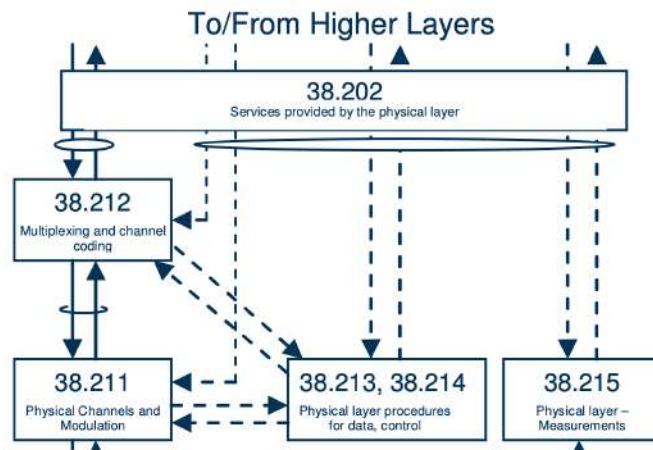 To/From Higher Layers
38.202
Services provided by the physical layer
38.212
Multiplexing and channel
coding
38.211
Physical Channels and
Modulation
38.213, 38.214
Physical layer procedures
for data, control
38.215
Physical layer –
Measurements